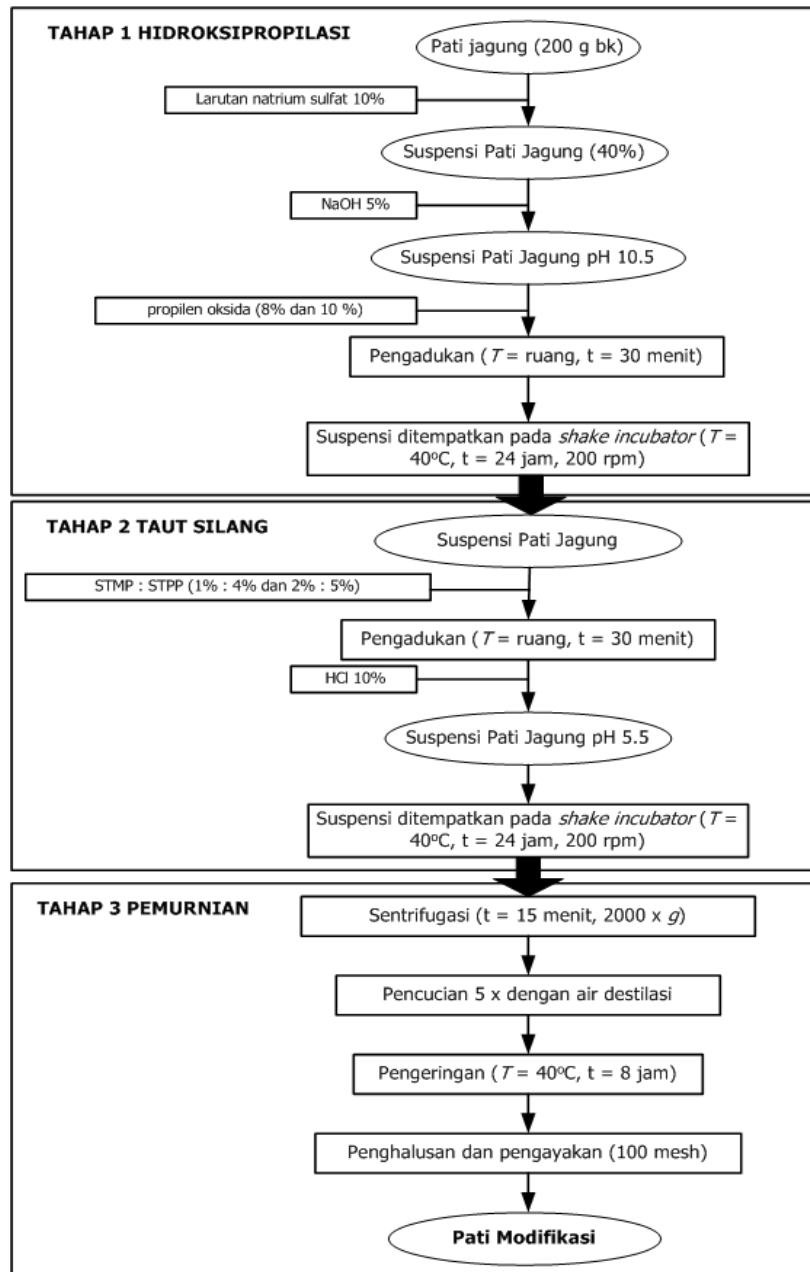 TAHAP 1 HIDROKSIPROPILASI
Pati jagung (200 g bk)
Larutan natrium sulfat 10%
Suspensi Pati Jagung (40%)
NaOH 5%
Suspensi Pati Jagung pH 10.5
propilen oksida (8% dan 10 %)
Pengadukan (T = ruang, t = 30 menit)
Suspensi ditempatkan pada shake incubator (T =
40°C, t = 24 jam, 200 rpm)
TAHAP 2 TAUT SILANG
Suspensi Pati Jagung
STMP : STPP (1% : 4% dan 2% : 5%)
Pengadukan (T = ruang, t = 30 menit)
HCl 10%
Suspensi Pati Jagung pH 5.5
Suspensi ditempatkan pada shake incubator (T =
40°C, t = 24 jam, 200 rpm)
TAHAP 3 PEMURNIAN
Sentrifugasi (t = 15 menit, 2000 x g)
Pencucian 5 x dengan air destilasi
Pengeringan (T = 40°C, t = 8 jam)
Penghalusan dan pengayakan (100 mesh)
Pati Modifikasi